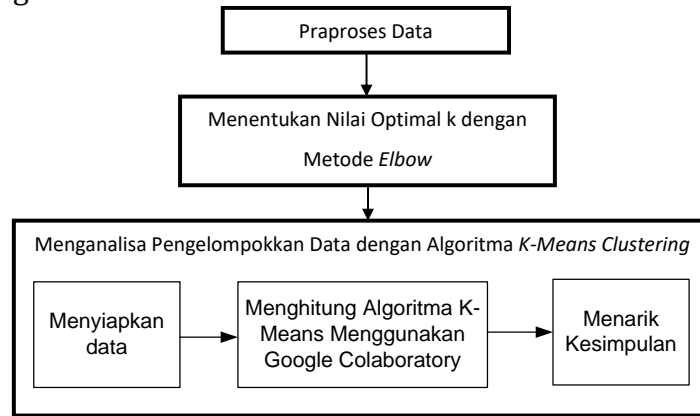 g
Praproses Data
Menentukan Nilai Optimal k dengan
Metode Elbow
Menganalisa Pengelompokkan Data dengan Algoritma K-Means Clustering
Menyiapkan
data
Menghitung Algoritma K-
Means Menggunakan
Google Colaboratory
Menarik
Kesimpulan